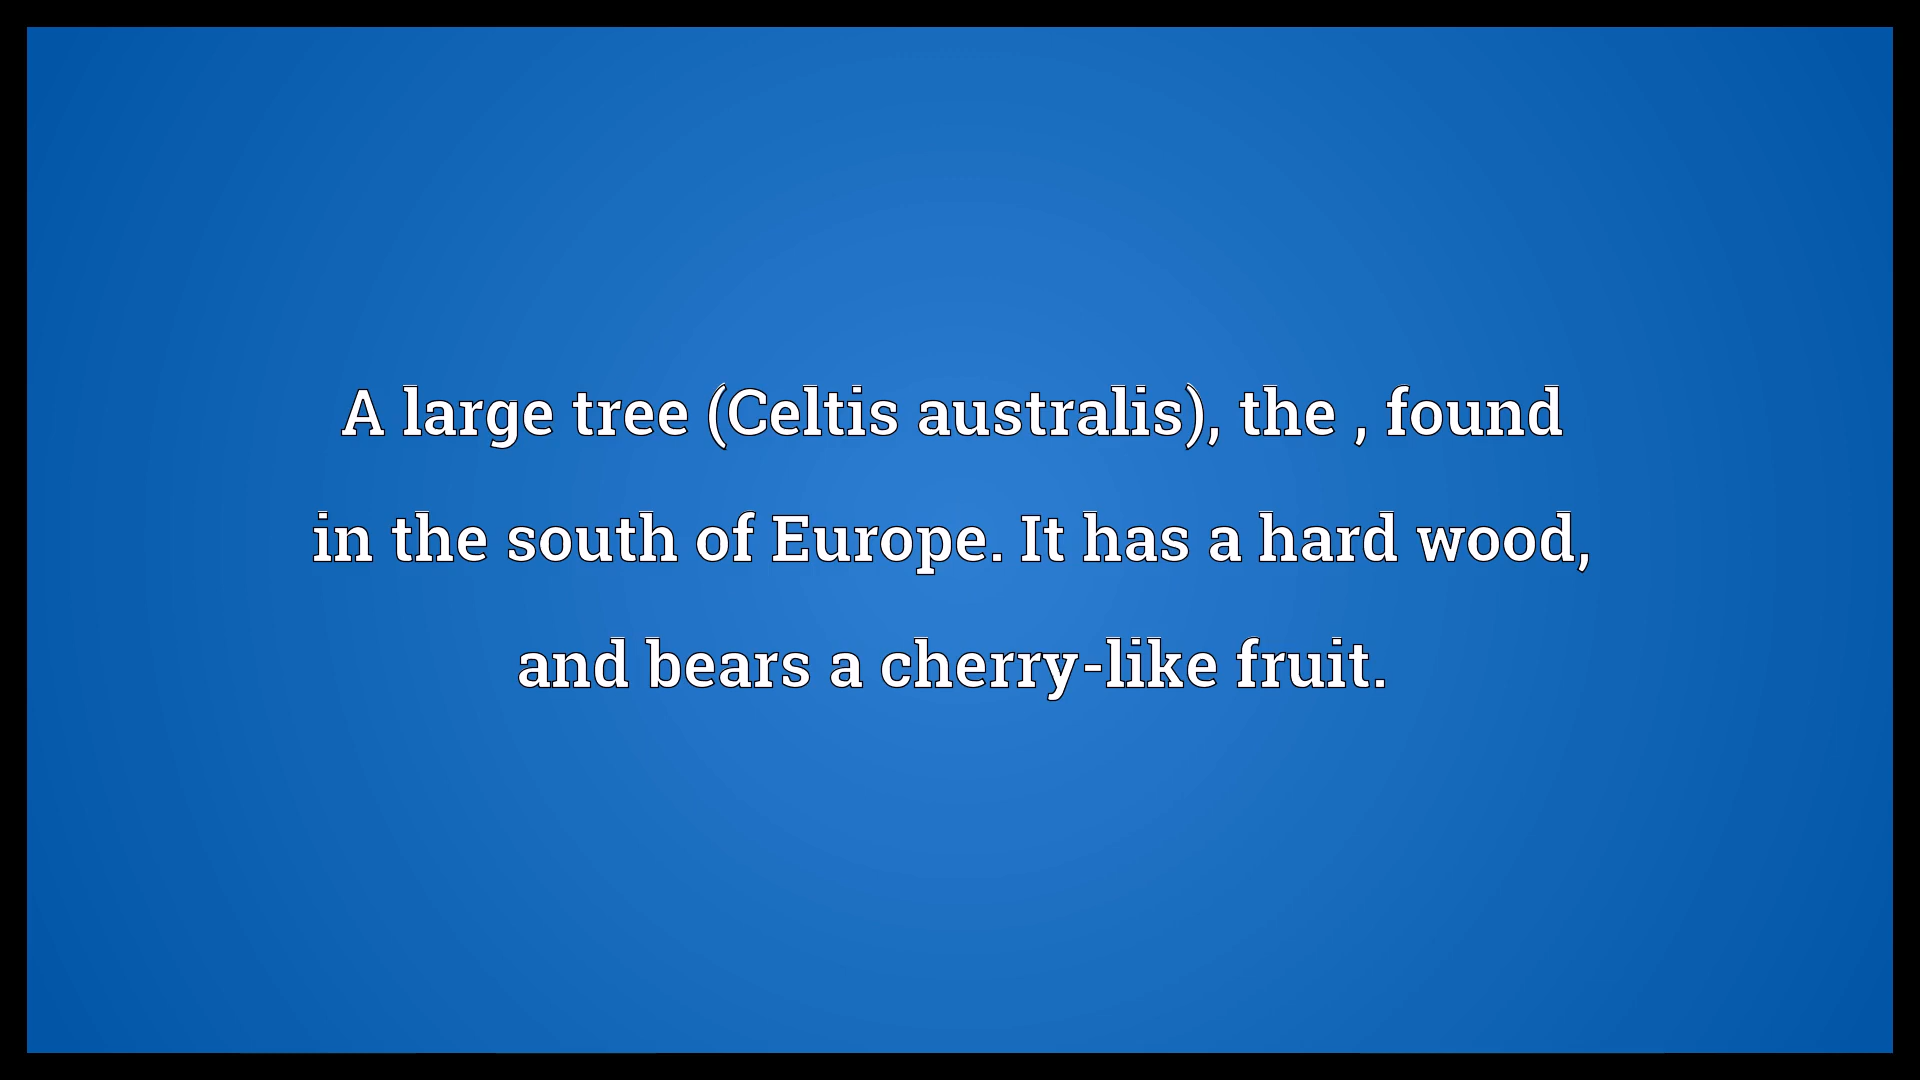 A large tree (Celtis australis), the , found
in the south of Europe. It has a hard wood,
and bears a cherry-like fruit.